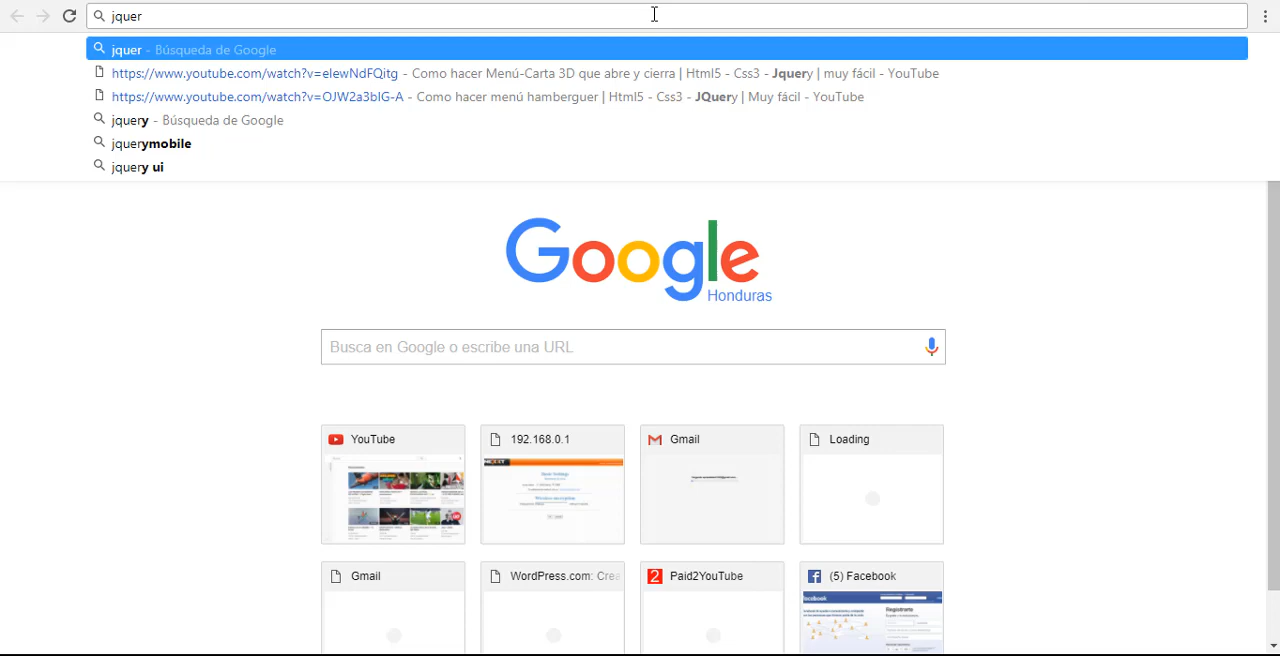 jquer
jquer - Búsqueda de Google
https://www.youtube.com/watch?v=elewNdFQitg - Como hacer Menú-Carta 3D que abre y cierra | Html5 - Css3 - Jquery | muy fácil - YouTube
https://www.youtube.com/watch?v=OJW2a3bIG-A - Como hacer menú hamberguer | Html5 - Css3 - JQuery | Muy fácil - YouTube
jquery - Búsqueda de Google
jquerymobile
jquery ui
Google
Honduras
Busca en Google o escribe una URL
YouTube
192.168.0.1
Gmail
Loading
Gmail
WordPress.com: Crea
Paid2YouTube
(5) Facebook
facebook
Regístrate